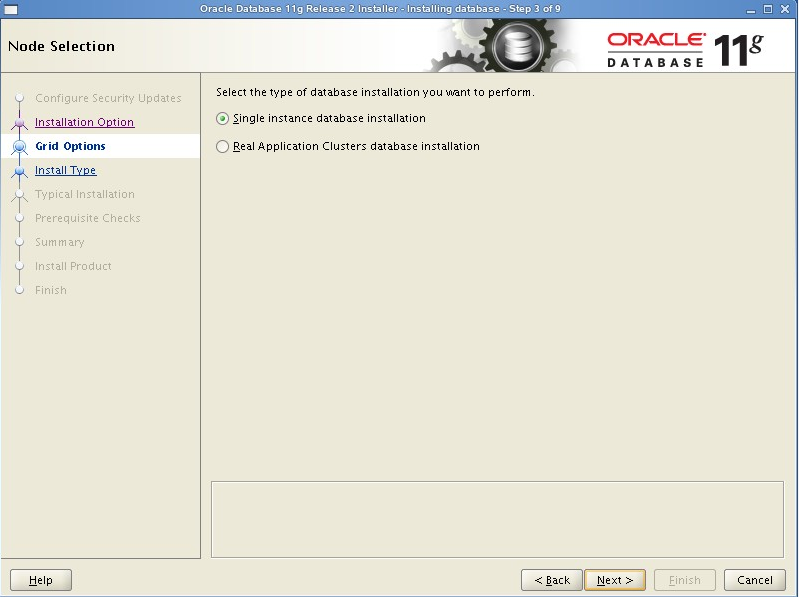 Oracle Database 11g Release 2 Installer - Installing database - Step 3 of 9
Node Selection
ORACLE
DATABASE
11g
Configure Security Updates
Installation Option
Grid Options
Install Type
Typical Installation
Prerequisite Checks
Summary
Install Product
Finish
Select the type of database installation you want to perform.
Single instance database installation
Real Application Clusters database installation
Help
< Back
Next >
Finish
Cancel